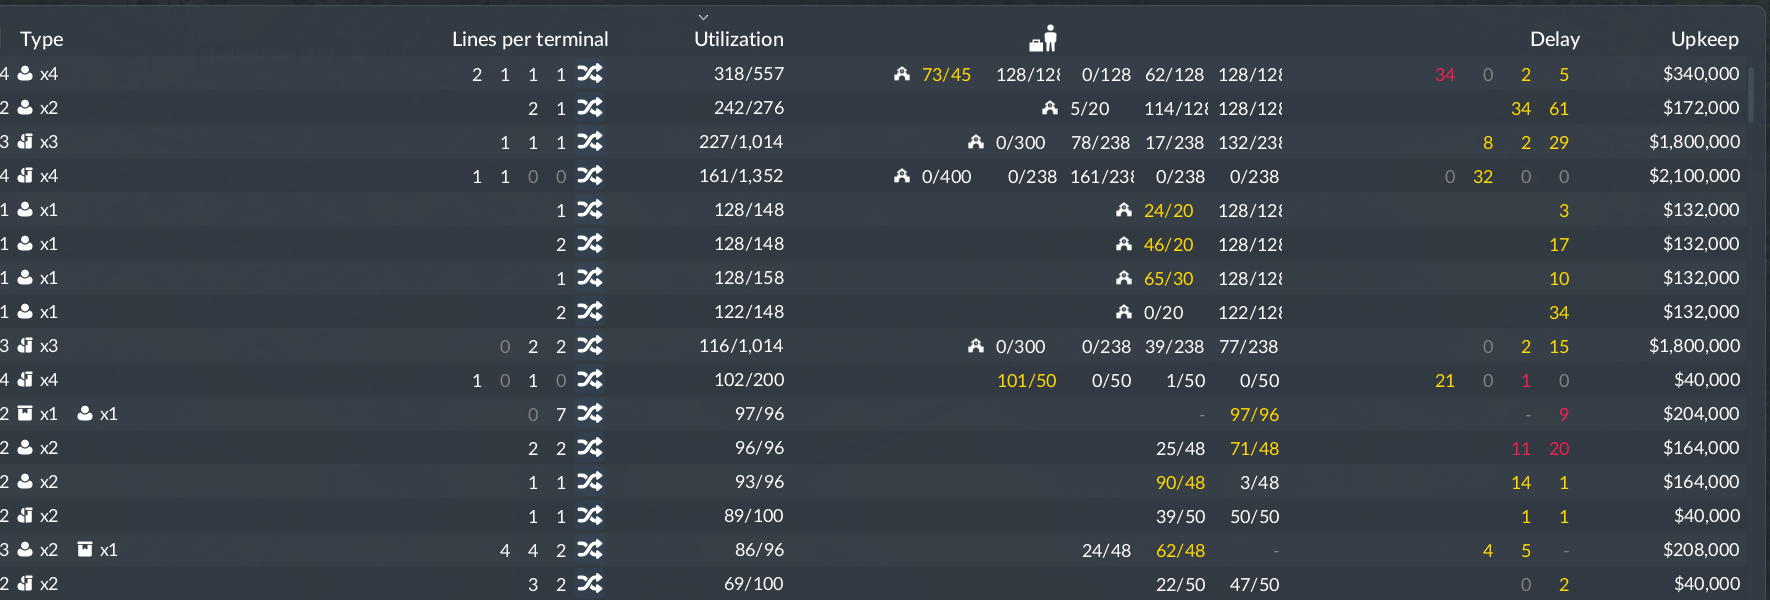 Type Lines per terminal Utilization Delay Upkeep
4 x4 2 1 1 1 318/557 73/45 128/128 0/128 62/128 128/128 34 0 2 5 $340,000
2 x2 2 1 242/276 5/20 114/128 128/128 34 61 $172,000
3 x3 1 1 1 227/1,014 0/300 78/238 17/238 132/238 8 2 29 $1,800,000
4 x4 1 1 0 0 161/1,352 0/400 0/238 161/238 0/238 0/238 0 32 0 0 $2,100,000
1 x1 1 128/148 24/20 128/128 3 $132,000
1 x1 2 128/148 46/20 128/128 17 $132,000
1 x1 1 128/158 65/30 128/128 10 $132,000
1 x1 2 122/148 0/20 122/128 34 $132,000
3 x3 0 2 2 116/1,014 0/300 0/238 39/238 77/238 0 2 15 $1,800,000
4 x4 1 0 1 0 102/200 101/50 0/50 1/50 0/50 21 0 1 0 $40,000
2 x1 x1 0 7 97/96 - 97/96 - 9 $204,000
2 x2 2 2 96/96 25/48 71/48 11 20 $164,000
2 x2 1 1 93/96 90/48 3/48 14 1 $164,000
2 x2 1 1 89/100 39/50 50/50 1 1 $40,000
3 x2 x1 4 4 2 86/96 24/48 62/48 - 4 5 - $208,000
2 x2 3 2 69/100 22/50 47/50 0 2 $40,000